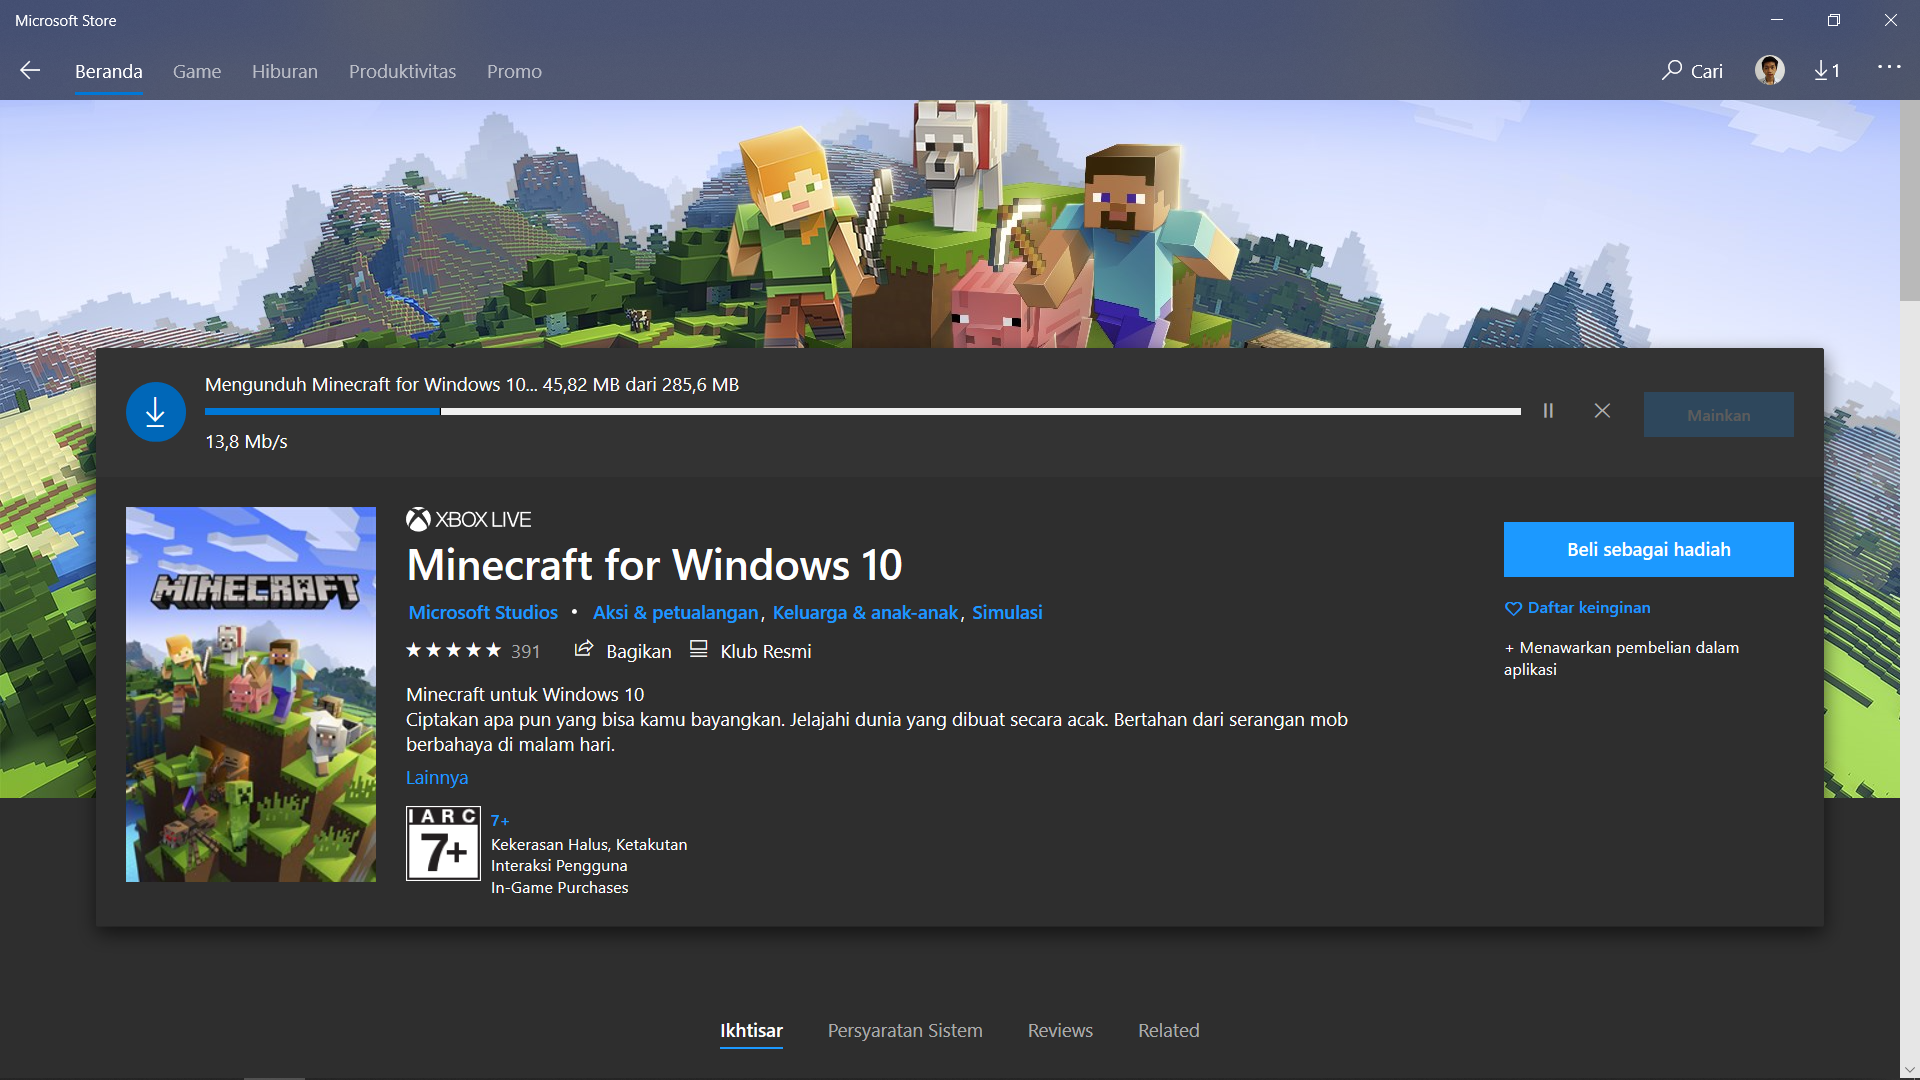 Microsoft Store
Beranda Game Hiburan Produktivitas Promo Cari 1
Mengunduh Minecraft for Windows 10... 45,82 MB dari 285,6 MB
13,8 Mb/s
Mainkan
MINECRAFT
XBOX LIVE
Minecraft for Windows 10
Microsoft Studios • Aksi & petualangan, Keluarga & anak-anak, Simulasi
391 Bagikan Klub Resmi
Minecraft untuk Windows 10
Ciptakan apa pun yang bisa kamu bayangkan. Jelajahi dunia yang dibuat secara acak. Bertahan dari serangan mob
berbahaya di malam hari.
Lainnya
IARC
7+
7+
Kekerasan Halus, Ketakutan
Interaksi Pengguna
In-Game Purchases
Beli sebagai hadiah
Daftar keinginan
+ Menawarkan pembelian dalam
aplikasi
Ikhtisar Persyaratan Sistem Reviews Related